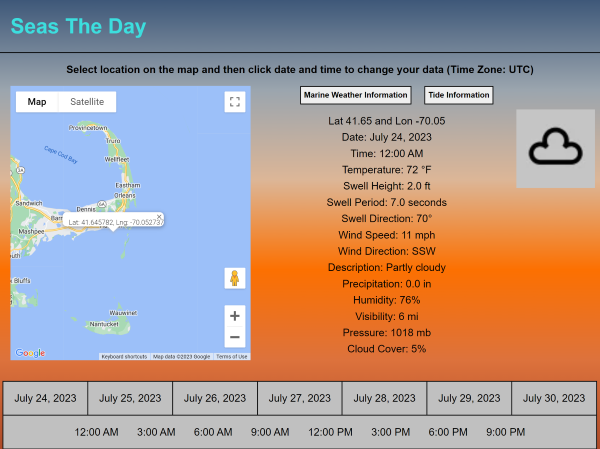 Seas The Day
Select location on the map and then click date and time to change your data (Time Zone: UTC)
Map Satellite
Provincetown
Truro
Cape Cod Bay
Wellfleet
Eastham
Orleans
Sandwich
Dennis
6A
Lat: 41.645782, Lng: -70.052737
Mashpee
Bluffs
Wauwinet
Nantucket
Google
Keyboard shortcuts Map data ©2023 Google Terms of Use
Marine Weather Information Tide Information
Lat 41.65 and Lon -70.05
Date: July 24, 2023
Time: 12:00 AM
Temperature: 72 °F
Swell Height: 2.0 ft
Swell Period: 7.0 seconds
Swell Direction: 70°
Wind Speed: 11 mph
Wind Direction: SSW
Description: Partly cloudy
Precipitation: 0.0 in
Humidity: 76%
Visibility: 6 mi
Pressure: 1018 mb
Cloud Cover: 5%
July 24, 2023 July 25, 2023 July 26, 2023 July 27, 2023 July 28, 2023 July 29, 2023 July 30, 2023
12:00 AM 3:00 AM 6:00 AM 9:00 AM 12:00 PM 3:00 PM 6:00 PM 9:00 PM